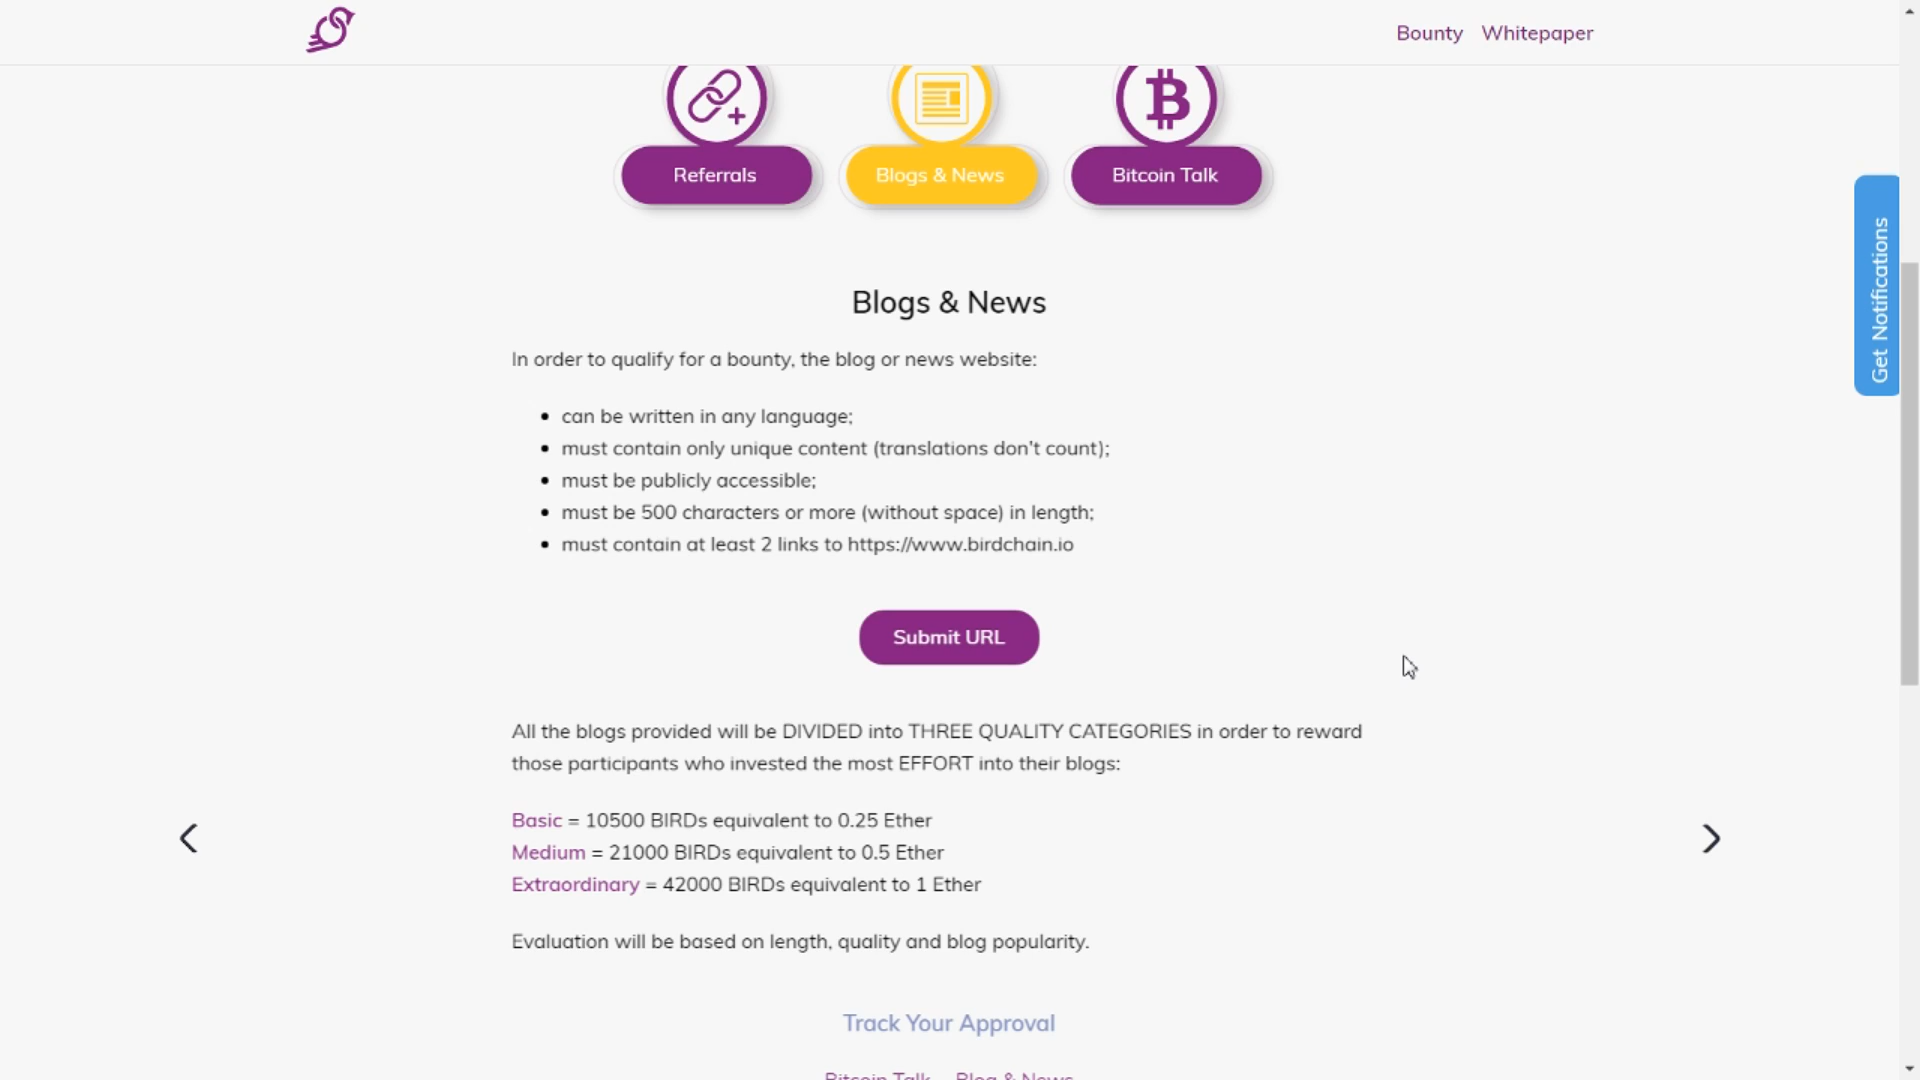 Bounty Whitepaper
Referrals
Blogs & News
Bitcoin Talk
Get Notifications
Blogs & News
In order to qualify for a bounty, the blog or news website:
• can be written in any language;
• must contain only unique content (translations don't count);
• must be publicly accessible;
• must be 500 characters or more (without space) in length;
• must contain at least 2 links to https://www.birdchain.io
Submit URL
All the blogs provided will be DIVIDED into THREE QUALITY CATEGORIES in order to reward
those participants who invested the most EFFORT into their blogs:
Basic = 10500 BIRDs equivalent to 0.25 Ether
Medium = 21000 BIRDs equivalent to 0.5 Ether
Extraordinary = 42000 BIRDs equivalent to 1 Ether
Evaluation will be based on length, quality and blog popularity.
Track Your Approval
Bitcoin Talk Blog & News